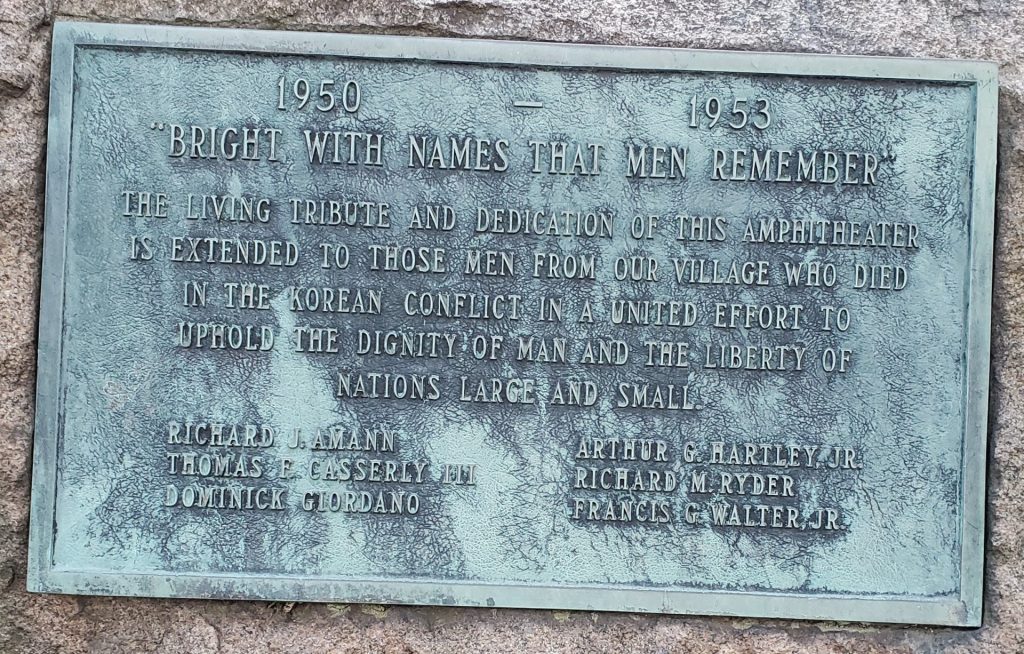 1950 — 1953
"BRIGHT WITH NAMES THAT MEN REMEMBER"
THE LIVING TRIBUTE AND DEDICATION OF THIS AMPHITHEATER
IS EXTENDED TO THOSE MEN FROM OUR VILLAGE WHO DIED
IN THE KOREAN CONFLICT IN A UNITED EFFORT TO
UPHOLD THE DIGNITY OF MAN AND THE LIBERTY OF
NATIONS LARGE AND SMALL.
RICHARD J. AMANN
THOMAS F. CASSERLY III
DOMINICK GIORDANO
ARTHUR G. HARTLEY, JR.
RICHARD M. RYDER
FRANCIS G. WALTER, JR.